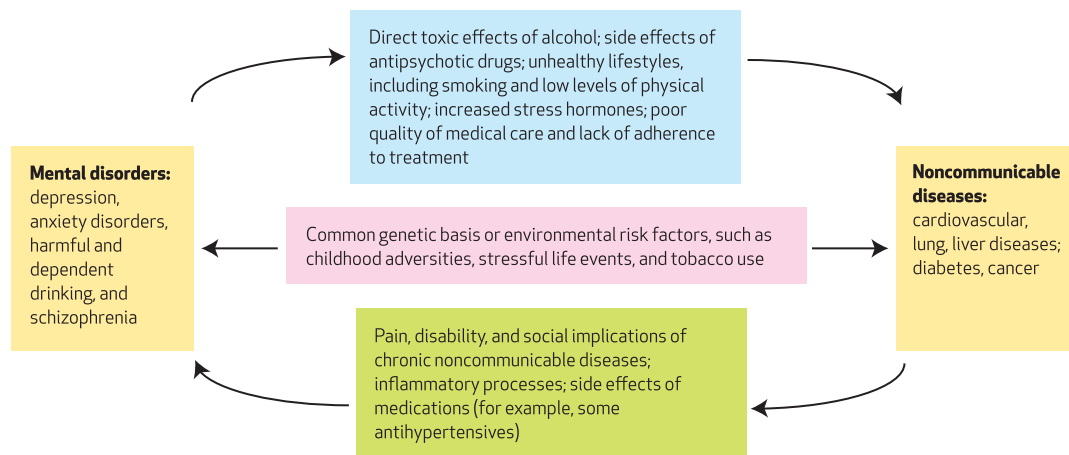 Direct toxic effects of alcohol; side effects of
antipsychotic drugs; unhealthy lifestyles,
including smoking and low levels of physical
activity; increased stress hormones; poor
quality of medical care and lack of adherence
to treatment
Mental disorders:
depression,
anxiety disorders,
harmful and
dependent
drinking, and
schizophrenia
Common genetic basis or environmental risk factors, such as
childhood adversities, stressful life events, and tobacco use
Noncommunicable
diseases:
cardiovascular,
lung, liver diseases;
diabetes, cancer
Pain, disability, and social implications of
chronic noncommunicable diseases;
inflammatory processes; side effects of
medications (for example, some
antihypertensives)